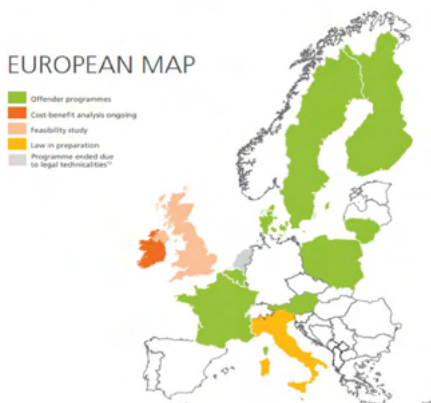 EUROPEAN MAP
Offender programmes
Cost-benefit analysis ongoing
Feasibility study
Law in preparation
Programme ended due
to legal technicalities